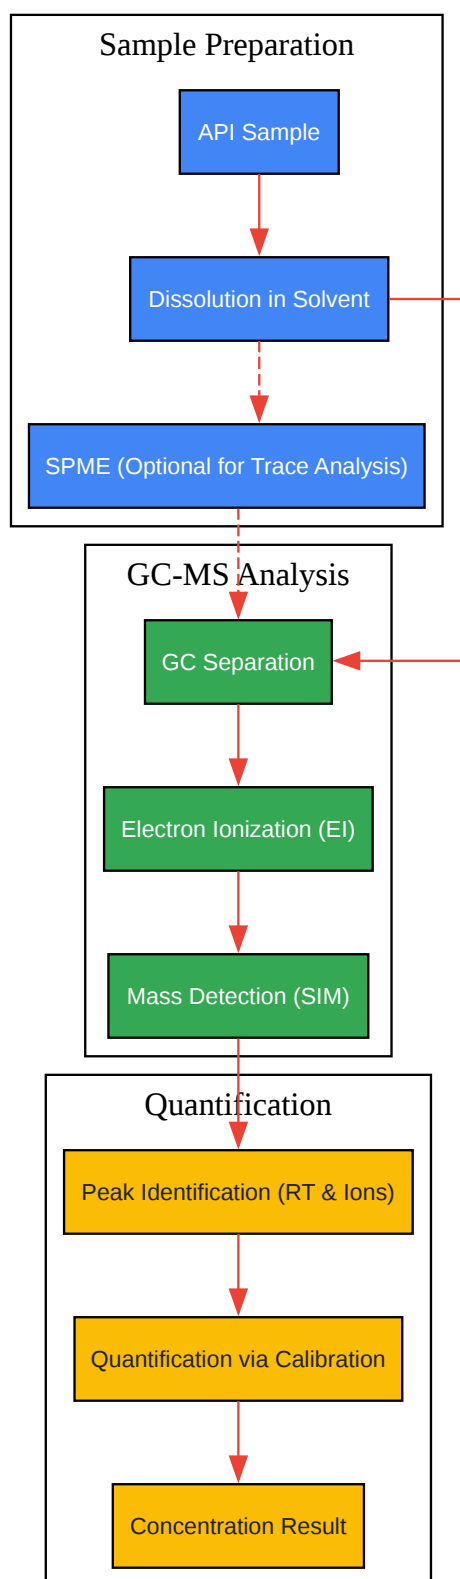 Sample Preparation
API Sample
Dissolution in Solvent
SPME (Optional for Trace Analysis)
GC-MS Analysis
GC Separation
Electron Ionization (EI)
Mass Detection (SIM)
Quantification
Peak Identification (RT & Ions)
Quantification via Calibration
Concentration Result